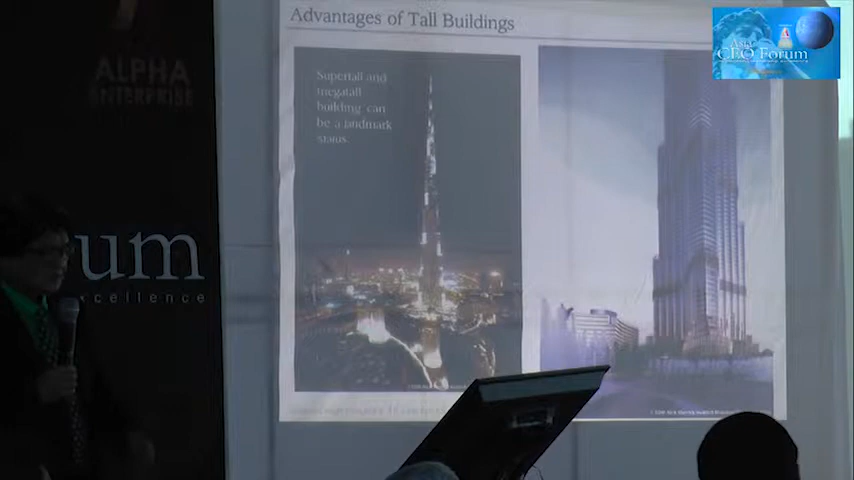 Advantages of Tall Buildings
Supertall and
megatall
building can
be a landmark
status.
Asia
CEO Forum
ALPHA
ENTERPRISE
um
xcellence